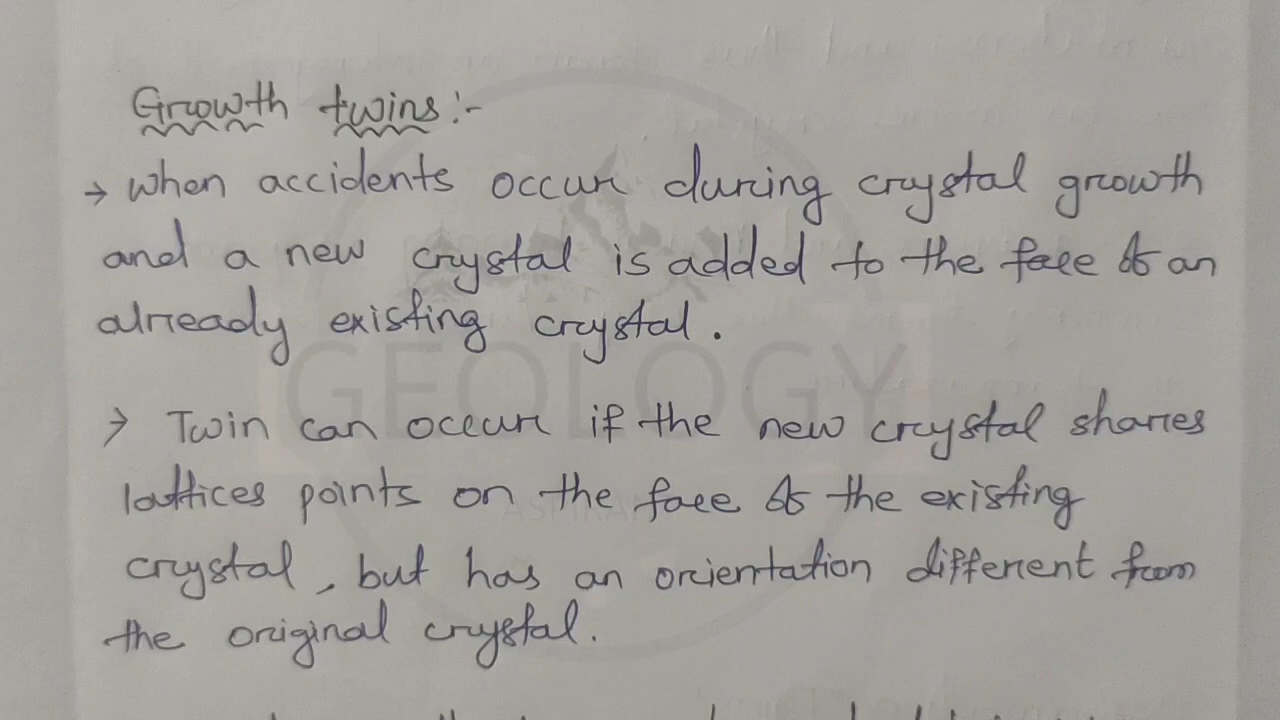 Growth twins:-
→ when accidents occur during crystal growth
and a new crystal is added to the face of an
already existing crystal.
GEOLOGY
> Twin can occur if the new crystal shares
lattices points on the face of the existing
crystal, but has an orientation different from
the original crystal.